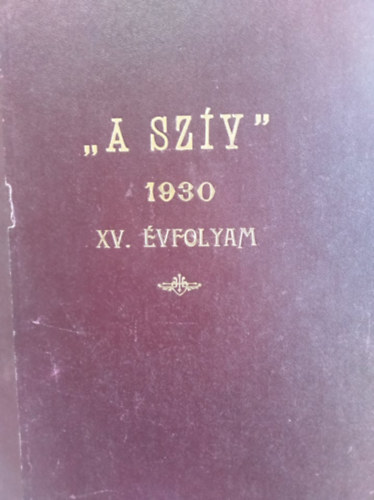 „A SZÍV”
1930
XV. ÉVFOLYAM